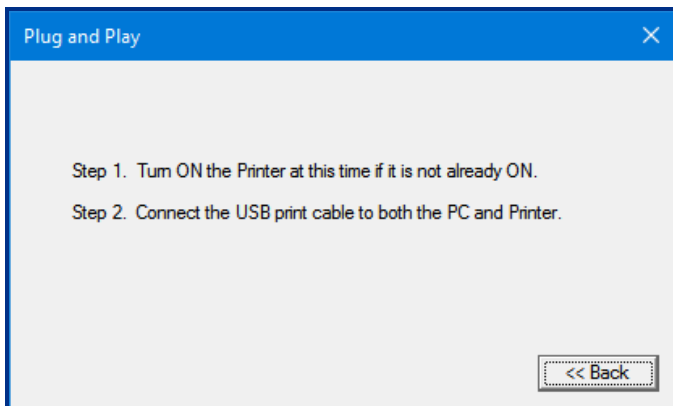 Plug and Play
Step 1. Turn ON the Printer at this time if it is not already ON.
Step 2. Connect the USB print cable to both the PC and Printer.
<< Back